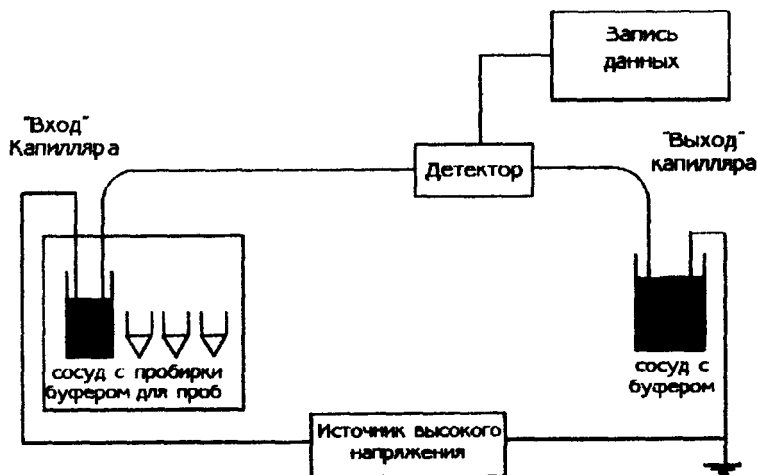 Запись
данных
"Вход"
Капилляра
"Выход"
капилляра
Детектор
сосуд с пробирки
буфером для проб
сосуд с
буфером
Источник высокого
напряжения